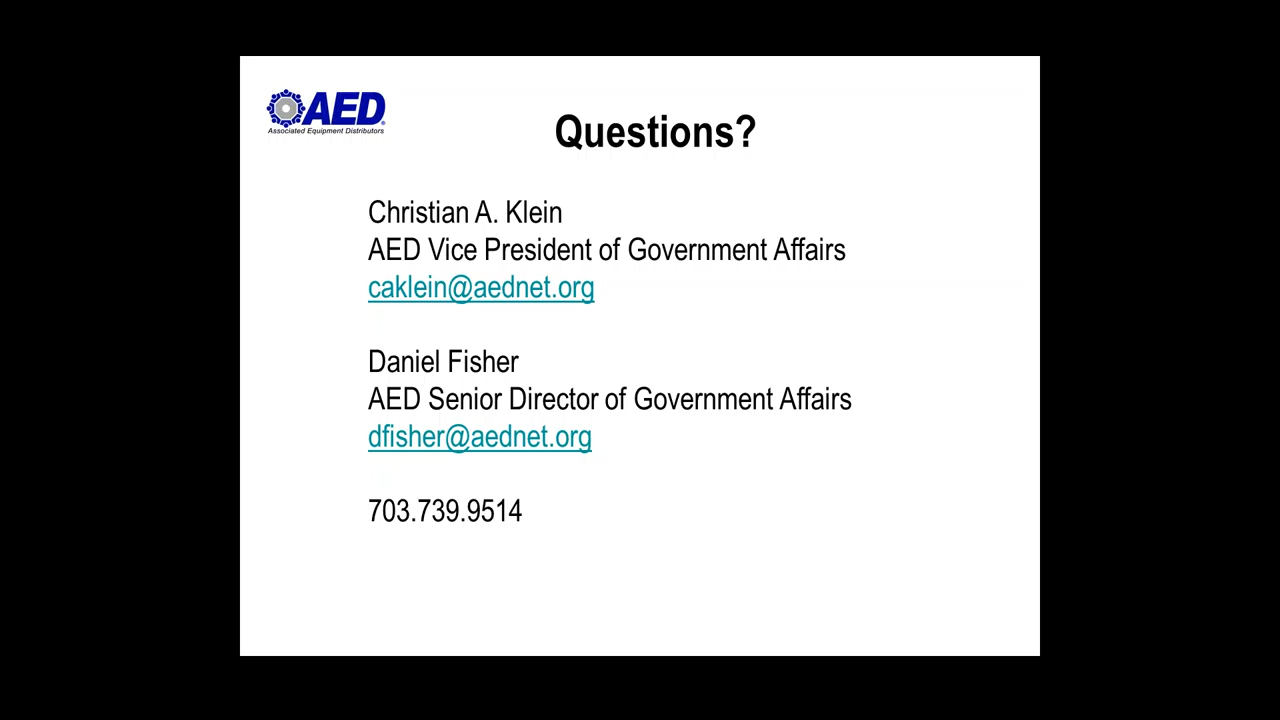 AED
Associated Equipment Distributors
Questions?
Christian A. Klein
AED Vice President of Government Affairs
caklein@aednet.org
Daniel Fisher
AED Senior Director of Government Affairs
dfisher@aednet.org
703.739.9514